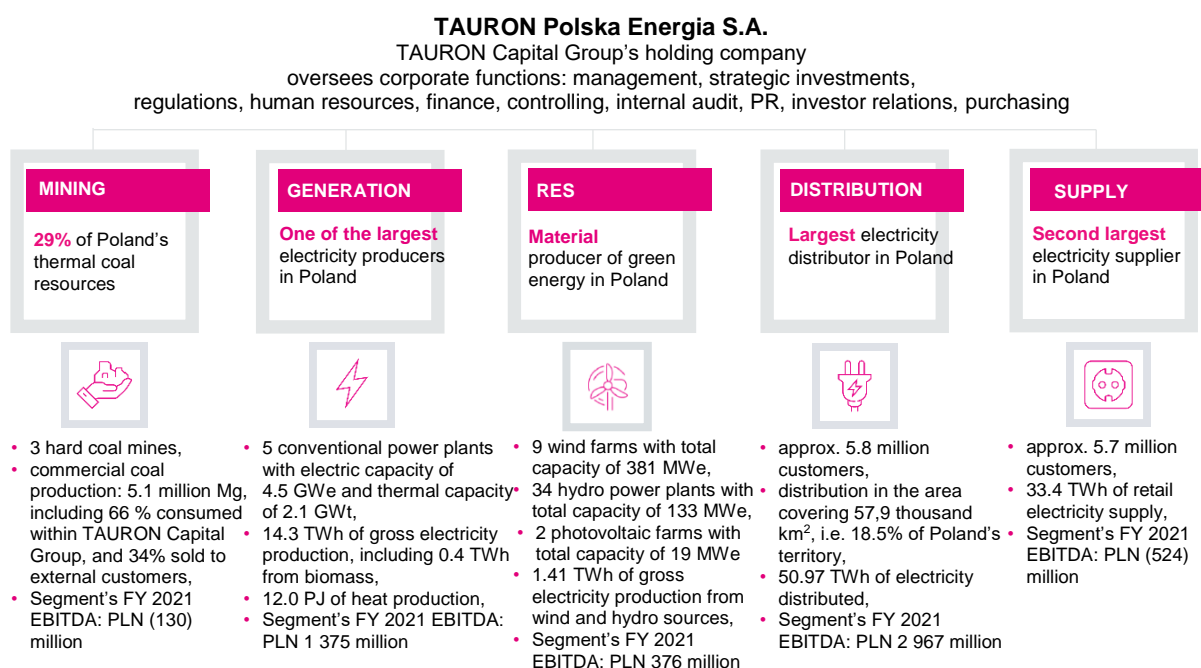 TAURON Polska Energia S.A.
TAURON Capital Group's holding company
oversees corporate functions: management, strategic investments,
regulations, human resources, finance, controlling, internal audit, PR, investor relations, purchasing
MINING
29% of Poland's
thermal coal
resources
• 3 hard coal mines,
• commercial coal
production: 5.1 million Mg,
including 66 % consumed
within TAURON Capital
Group, and 34% sold to
external customers,
• Segment's FY 2021
EBITDA: PLN (130)
million
GENERATION
One of the largest
electricity producers
in Poland
• 5 conventional power plants
with electric capacity of
4.5 GWe and thermal capacity
of 2.1 GWt,
• 14.3 TWh of gross electricity
production, including 0.4 TWh
from biomass,
• 12.0 PJ of heat production,
• Segment's FY 2021 EBITDA:
PLN 1 375 million
RES
Material
producer of green
energy in Poland
• 9 wind farms with total
capacity of 381 MWe,
• 34 hydro power plants with
total capacity of 133 MWe,
• 2 photovoltaic farms with
total capacity of 19 MWe
• 1.41 TWh of gross
electricity production from
wind and hydro sources,
• Segment's FY 2021
EBITDA: PLN 376 million
DISTRIBUTION
Largest electricity
distributor in Poland
• approx. 5.8 million
customers,
• distribution in the area
covering 57,9 thousand
km², i.e. 18.5% of Poland's
territory,
• 50.97 TWh of electricity
distributed,
• Segment's FY 2021
EBITDA: PLN 2 967 million
SUPPLY
Second largest
electricity supplier
in Poland
• approx. 5.7 million
customers,
• 33.4 TWh of retail
electricity supply,
• Segment's FY 2021
EBITDA: PLN (524)
million